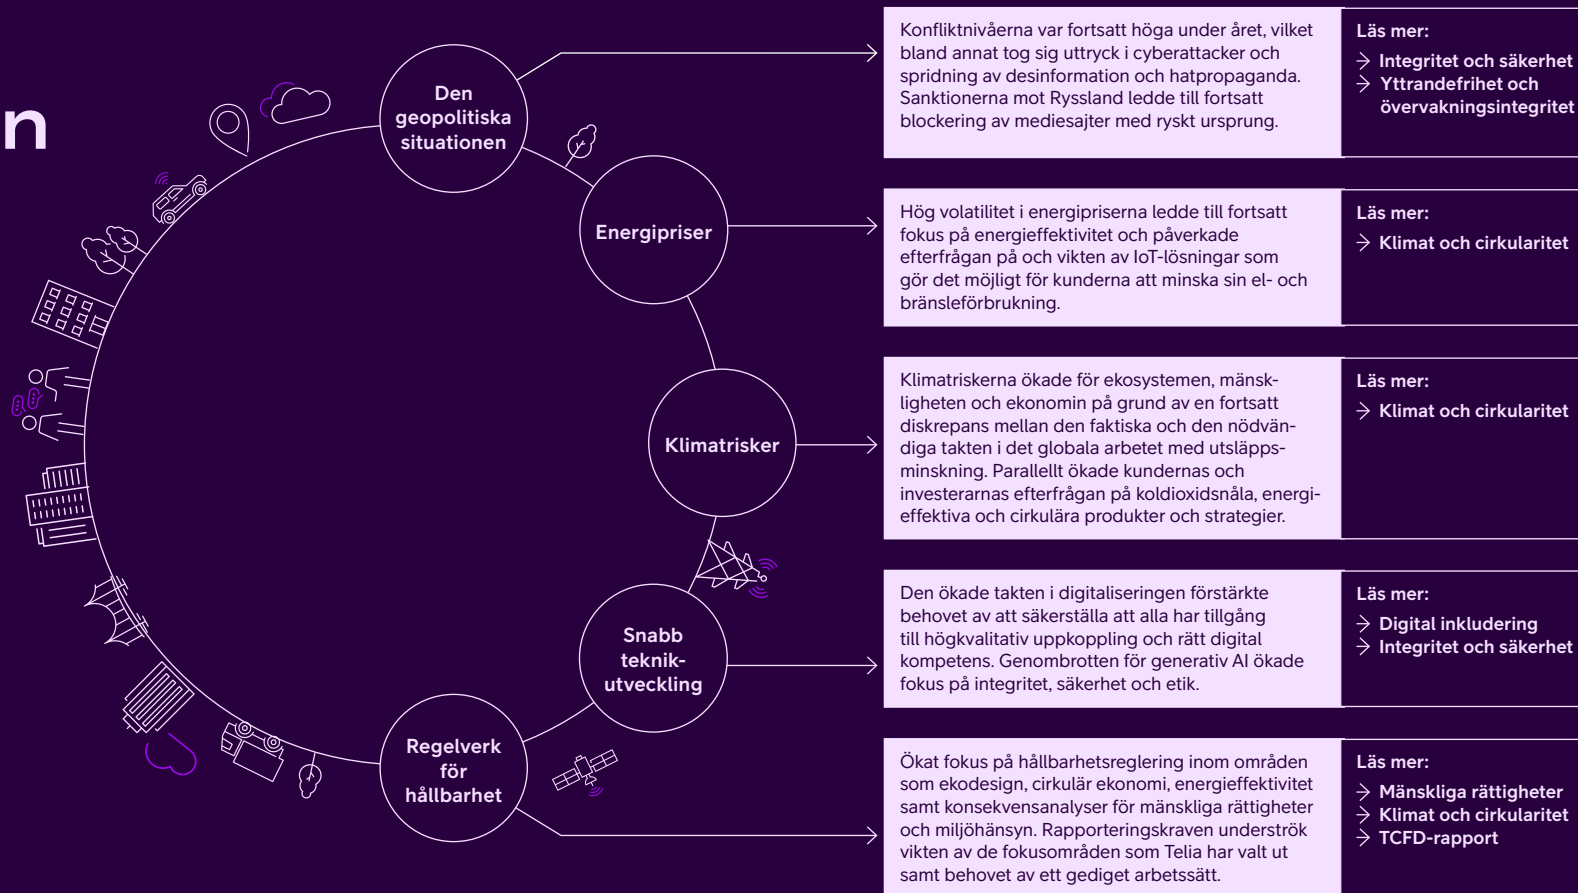 n
Den
geopolitiska
situationen
Konfliktnivåerna var fortsatt höga under året, vilket
bland annat tog sig uttryck i cyberattacker och
spridning av desinformation och hatpropaganda.
Sanktionerna mot Ryssland ledde till fortsatt
blockering av mediesajter med ryskt ursprung.
Läs mer:
→ Integritet och säkerhet
→ Yttrandefrihet och
övervakningsintegritet
Energipriser
Hög volatilitet i energipriserna ledde till fortsatt
fokus på energieffektivitet och påverkade
efterfrågan på och vikten av IoT-lösningar som
gör det möjligt för kunderna att minska sin el- och
bränsleförbrukning.
Läs mer:
→ Klimat och cirkularitet
Klimatrisker
Klimatriskerna ökade för ekosystemen, mänsk-
ligheten och ekonomin på grund av en fortsatt
diskrepans mellan den faktiska och den nödvän-
diga takten i det globala arbetet med utsläpps-
minskning. Parallellt ökade kundernas och
investerarnas efterfrågan på koldioxidsnåla, energi-
effektiva och cirkulära produkter och strategier.
Läs mer:
→ Klimat och cirkularitet
Snabb
teknik-
utveckling
Den ökade takten i digitaliseringen förstärkte
behovet av att säkerställa att alla har tillgång
till högkvalitativ uppkoppling och rätt digital
kompetens. Genombrotten för generativ AI ökade
fokus på integritet, säkerhet och etik.
Läs mer:
→ Digital inkludering
→ Integritet och säkerhet
Regelverk
för
hållbarhet
Ökat fokus på hållbarhetsreglering inom områden
som ekodesign, cirkulär ekonomi, energieffektivitet
samt konsekvensanalyser för mänskliga rättigheter
och miljöhänsyn. Rapporteringskraven underströk
vikten av de fokusområden som Telia har valt ut
samt behovet av ett gediget arbetssätt.
Läs mer:
→ Mänskliga rättigheter
→ Klimat och cirkularitet
→ TCFD-rapport